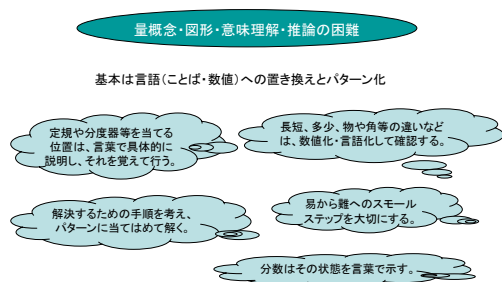 量概念・図形・意味理解・推論の困難
基本は言語(ことば・数値)への置き換えとパターン化
定規や分度器等を当てる
位置は、言葉で具体的に
説明し、それを覚えて行う。
長短、多少、物や角等の違いなど
は、数値化・言語化して確認する。
解決するための手順を考え、
パターンに当てはめて解く。
易から難へのスモール
ステップを大切にする。
分数はその状態を言葉で示す。